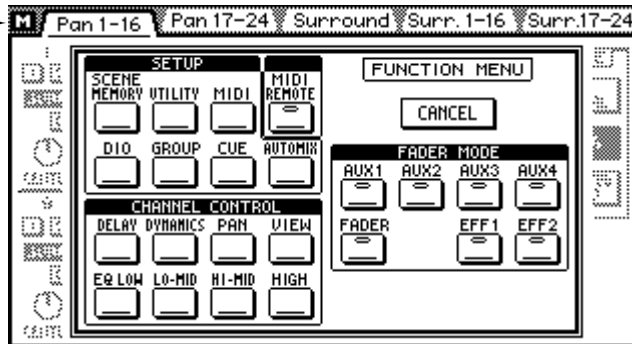 M Pan 1-16 Pan 17-24 Surround Surr. 1-16 Surr.17-24
SETUP
SCENE MEMORY UTILITY MIDI MIDI REMOTE
DIO GROUP CUE AUTOMIX
CHANNEL CONTROL
DELAY DYNAMICS PAN VIEW
EQ LOW LO-MID HI-MID HIGH
FUNCTION MENU
CANCEL
FADER MODE
AUX1 AUX2 AUX3 AUX4
FADER EFF1 EFF2